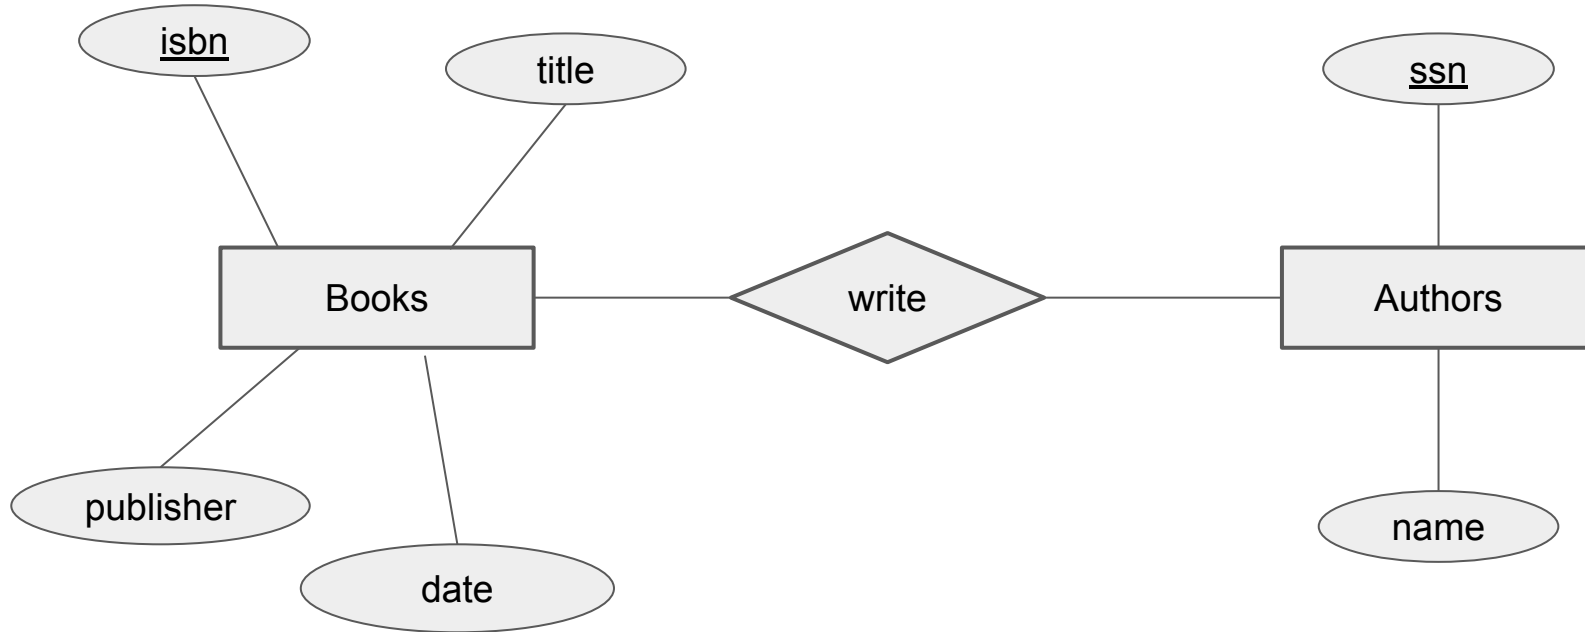 isbn
title
ssn
Books
write
Authors
publisher
date
name